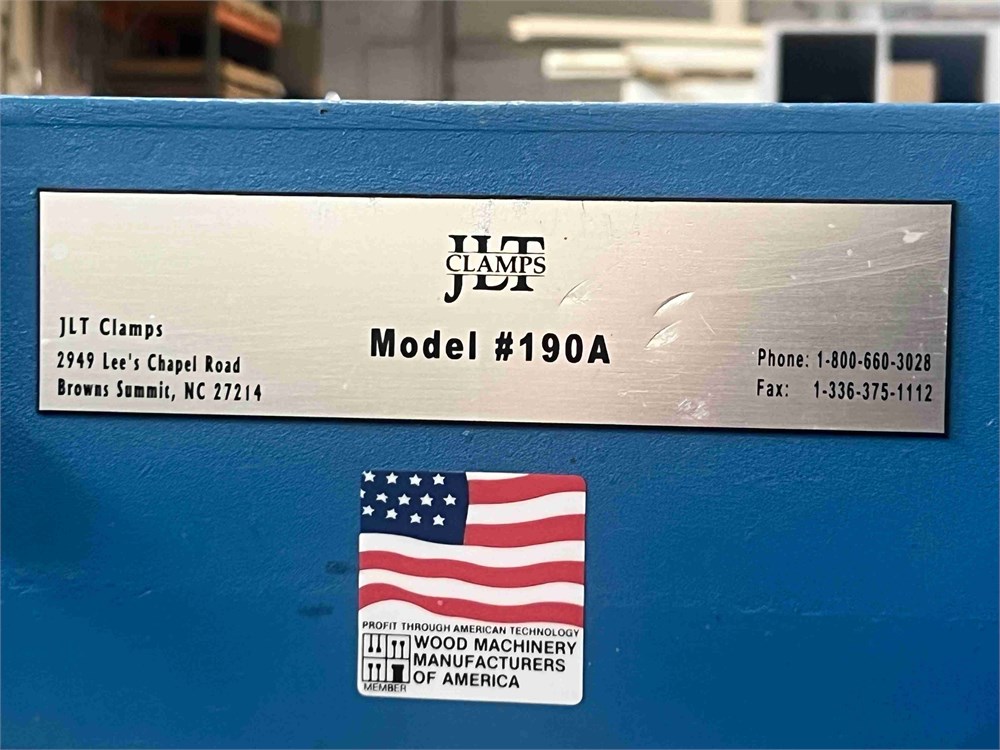 JLT
CLAMPS
Model #190A
JLT Clamps
2949 Lee's Chapel Road
Browns Summit, NC 27214
Phone: 1-800-660-3028
Fax: 1-336-375-1112
PROFIT THROUGH AMERICAN TECHNOLOGY
WOOD MACHINERY
MANUFACTURERS
OF AMERICA
MEMBER